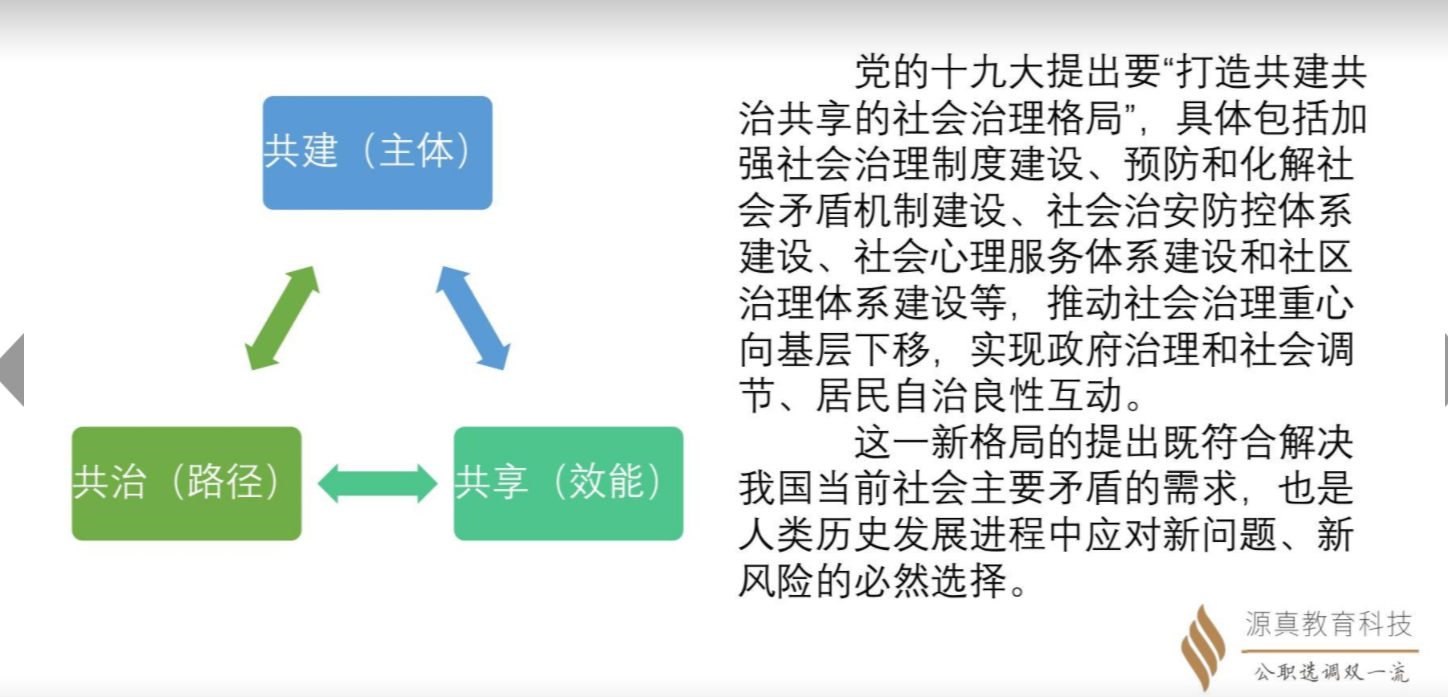 共建（主体）
共治（路径）
共享（效能）
党的十九大提出要“打造共建共
治共享的社会治理格局”，具体包括加
强社会治理制度建设、预防和化解社
会矛盾机制建设、社会治安防控体系
建设、社会心理服务体系建设和社区
治理体系建设等，推动社会治理重心
向基层下移，实现政府治理和社会调
节、居民自治良性互动。
这一新格局的提出既符合解决
我国当前社会主要矛盾的需求，也是
人类历史发展进程中应对新问题、新
风险的必然选择。
源真教育科技
公职选调双一流